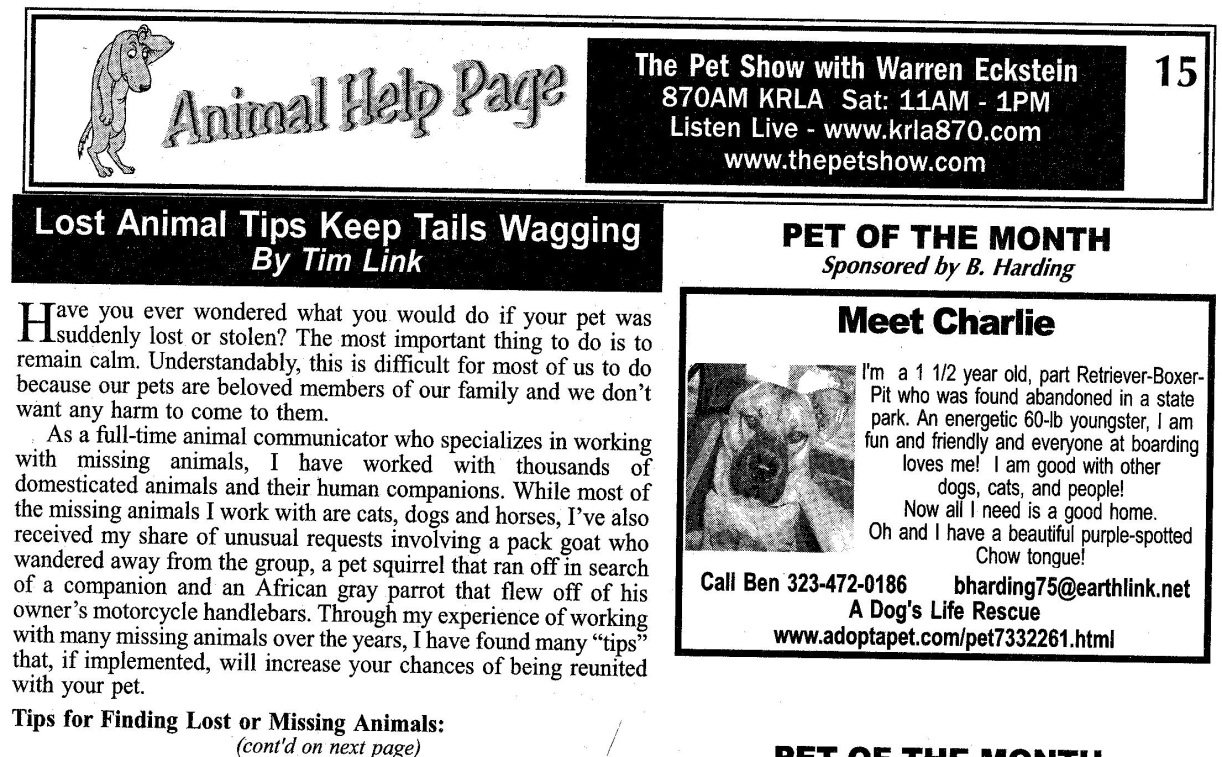 Animal Help Page
The Pet Show with Warren Eckstein
870AM KRLA Sat: 11AM - 1PM
Listen Live - www.krla870.com
www.thepetshow.com
15
Lost Animal Tips Keep Tails Wagging
By Tim Link
Have you ever wondered what you would do if your pet was
suddenly lost or stolen? The most important thing to do is to
remain calm. Understandably, this is difficult for most of us to do
because our pets are beloved members of our family and we don't
want any harm to come to them.
As a full-time animal communicator who specializes in working
with missing animals, I have worked with thousands of
domesticated animals and their human companions. While most of
the missing animals I work with are cats, dogs and horses, I've also
received my share of unusual requests involving a pack goat who
wandered away from the group, a pet squirrel that ran off in search
of a companion and an African gray parrot that flew off of his
owner's motorcycle handlebars. Through my experience of working
with many missing animals over the years, I have found many “tips”
that, if implemented, will increase your chances of being reunited
with your pet.
Tips for Finding Lost or Missing Animals:
(cont'd on next page)
PET OF THE MONTH
Sponsored by B. Harding
Meet Charlie
I'm a 1 1/2 year old, part Retriever-Boxer-
Pit who was found abandoned in a state
park. An energetic 60-lb youngster, I am
fun and friendly and everyone at boarding
loves me! I am good with other
dogs, cats, and people!
Now all I need is a good home.
Oh and I have a beautiful purple-spotted
Chow tongue!
Call Ben 323-472-0186 bharding75@earthlink.net
A Dog's Life Rescue
www.adoptapet.com/pet7332261.html
PET OF THE MONTH